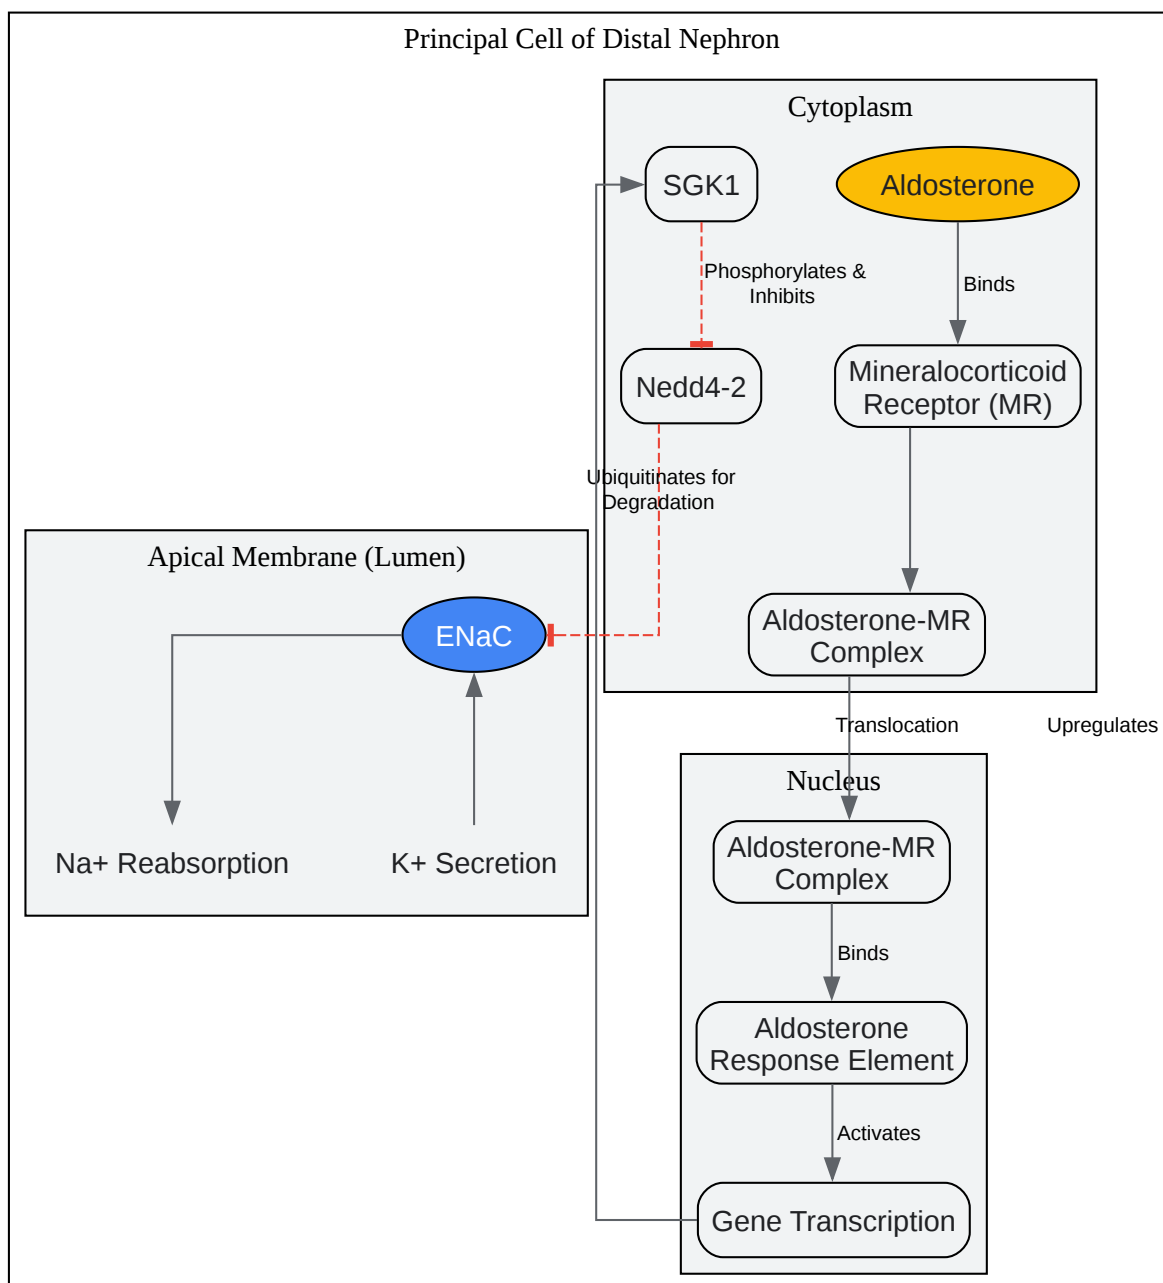 Principal Cell of Distal Nephron
Cytoplasm
SGK1
Aldosterone
Phosphorylates &
Inhibits
Binds
Nedd4-2
Mineralocorticoid
Receptor (MR)
Ubiquitinates for
Degradation
Apical Membrane (Lumen)
ENaC
Aldosterone-MR
Complex
Translocation
Upregulates
Nucleus
Na+ Reabsorption
K+ Secretion
Aldosterone-MR
Complex
Binds
Aldosterone
Response Element
Activates
Gene Transcription